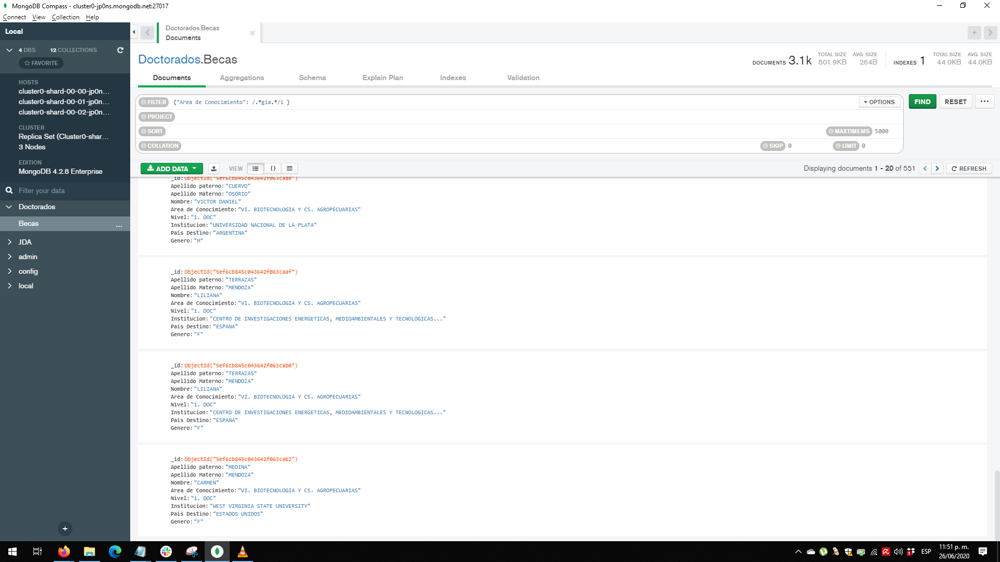 MongoDB Compass - cluster0-jp0ns.mongodb.net:27017
Connect View Collection Help
Local
4 DBS 12 COLLECTIONS
FAVORITE
HOSTS
cluster0-shard-00-00-jp0n...
cluster0-shard-00-01-jp0n...
cluster0-shard-00-02-jp0n...
CLUSTER
Replica Set (Cluster0-shar...
3 Nodes
EDITION
MongoDB 4.2.8 Enterprise
Filter your data
Doctorados
Becas ...
JDA
admin
config
local
Doctorados.Becas
Documents
Doctorados.Becas
DOCUMENTS 3.1k TOTAL SIZE 801.9KB AVG. SIZE 264B INDEXES 1 TOTAL SIZE 44.0KB AVG. SIZE 44.0KB
Documents Aggregations Schema Explain Plan Indexes Validation
FILTER {"Area de Conocimiento": /.*gia.*/i } OPTIONS FIND RESET ...
PROJECT
SORT MAXTIMEMS 5000
COLLATION SKIP 0 LIMIT 0
ADD DATA VIEW {} Displaying documents 1 - 20 of 551 REFRESH
_id: ObjectId("5ef6cb845c043642f063caae")
Apellido paterno: "CUERVO"
Apellido Materno: "OSORIO"
Nombre: "VICTOR DANIEL"
Area de Conocimiento: "VI. BIOTECNOLOGIA Y CS. AGROPECUARIAS"
Nivel: "1. DOC"
Institucion: "UNIVERSIDAD NACIONAL DE LA PLATA"
Pais Destino: "ARGENTINA"
Genero: "M"
_id: ObjectId("5ef6cb845c043642f063caaf")
Apellido paterno: "TERRAZAS"
Apellido Materno: "MENDOZA"
Nombre: "LILIANA"
Area de Conocimiento: "VI. BIOTECNOLOGIA Y CS. AGROPECUARIAS"
Nivel: "1. DOC"
Institucion: "CENTRO DE INVESTIGACIONES ENERGETICAS, MEDIOAMBIENTALES Y TECNOLOGICAS..."
Pais Destino: "ESPANA"
Genero: "F"
_id: ObjectId("5ef6cb845c043642f063cab0")
Apellido paterno: "TERRAZAS"
Apellido Materno: "MENDOZA"
Nombre: "LILIANA"
Area de Conocimiento: "VI. BIOTECNOLOGIA Y CS. AGROPECUARIAS"
Nivel: "1. DOC"
Institucion: "CENTRO DE INVESTIGACIONES ENERGETICAS, MEDIOAMBIENTALES Y TECNOLOGICAS..."
Pais Destino: "ESPANA"
Genero: "F"
_id: ObjectId("5ef6cb845c043642f063cab2")
Apellido paterno: "MEDINA"
Apellido Materno: "MENDOZA"
Nombre: "CARMEN"
Area de Conocimiento: "VI. BIOTECNOLOGIA Y CS. AGROPECUARIAS"
Nivel: "1. DOC"
Institucion: "WEST VIRGINIA STATE UNIVERSITY"
Pais Destino: "ESTADOS UNIDOS"
Genero: "F"
ESP
11:51 p. m.
26/06/2020